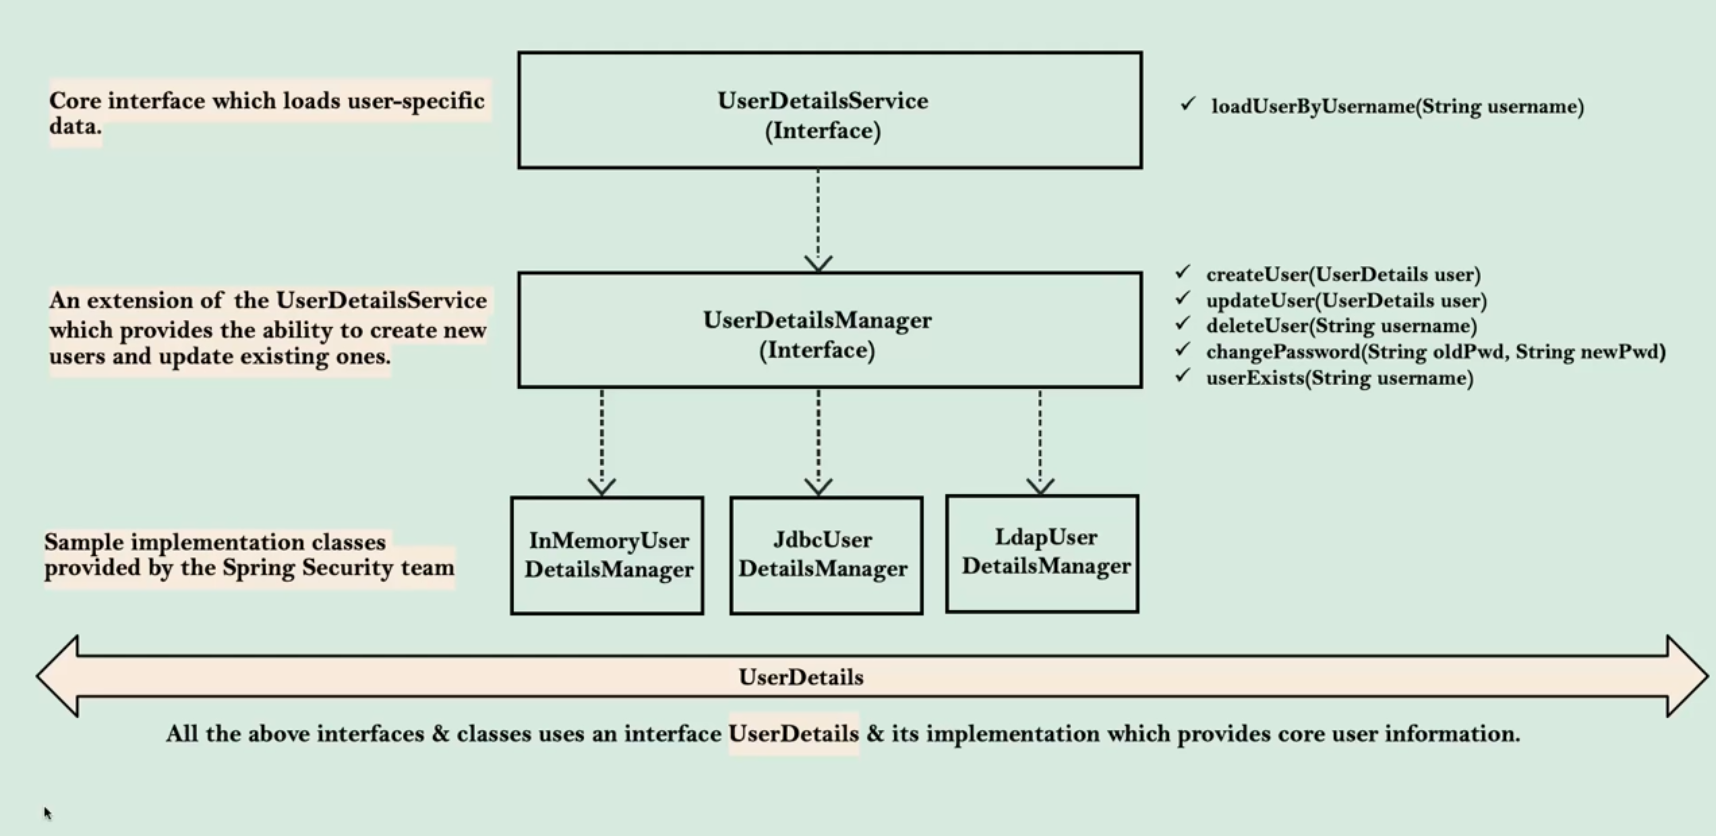 Core interface which loads user-specific
data.
UserDetailsService
(Interface)
✓ loadUserByUsername(String username)
An extension of the UserDetailsService
which provides the ability to create new
users and update existing ones.
UserDetailsManager
(Interface)
✓ createUser(UserDetails user)
✓ updateUser(UserDetails user)
✓ deleteUser(String username)
✓ changePassword(String oldPwd, String newPwd)
✓ userExists(String username)
Sample implementation classes
provided by the Spring Security team
InMemoryUser
DetailsManager
JdbcUser
DetailsManager
LdapUser
DetailsManager
UserDetails
All the above interfaces & classes uses an interface UserDetails & its implementation which provides core user information.